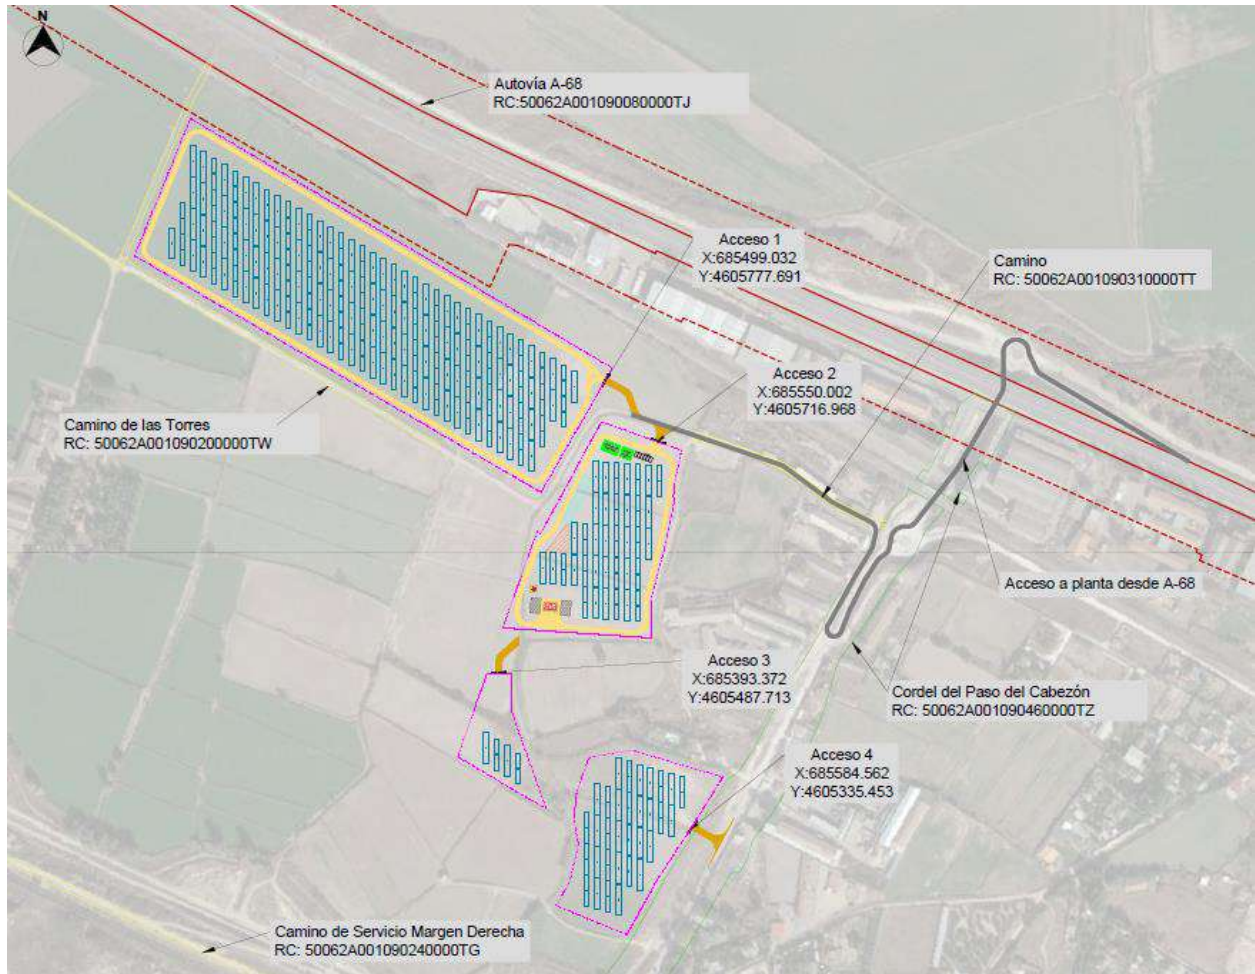 N
Autovía A-68
RC:50062A001090080000TJ
Acceso 1
X:685499.032
Y:4605777.691
Camino
RC: 50062A001090310000TT
Acceso 2
X:685550.002
Y:4605716.968
Camino de las Torres
RC: 50062A001090200000TW
Acceso a planta desde A-68
Acceso 3
X:685393.372
Y:4605487.713
Cordel del Paso del Cabezón
RC: 50062A001090460000TZ
Acceso 4
X:685584.562
Y:4605335.453
Camino de Servicio Margen Derecha
RC: 50062A001090240000TG